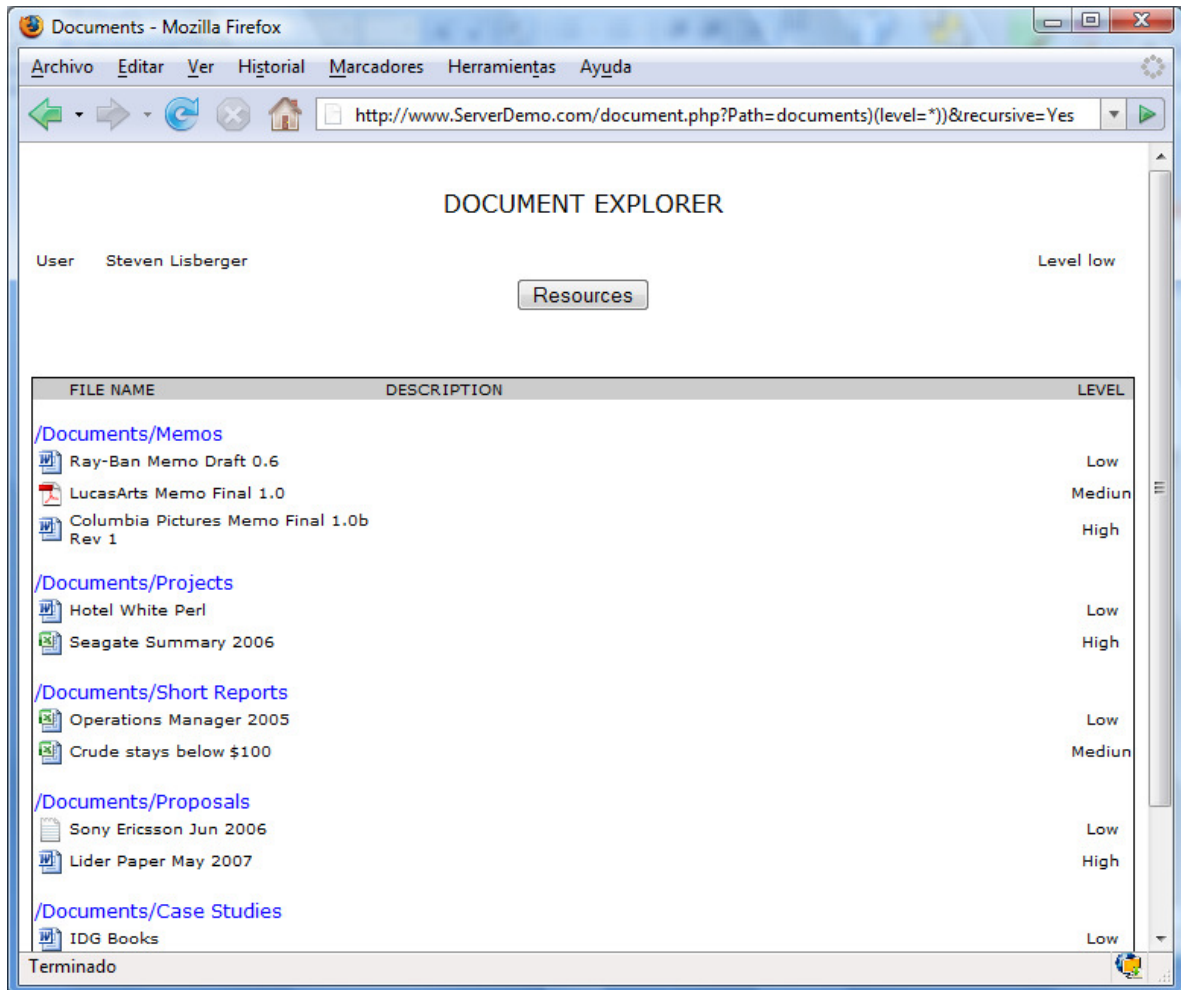 Documents - Mozilla Firefox
Archivo Editar Ver Historial Marcadores Herramientas Ayuda
http://www.ServerDemo.com/document.php?Path=documents)(level=*))&recursive=Yes
DOCUMENT EXPLORER
User Steven Lisberger Level low
Resources
FILE NAME DESCRIPTION LEVEL
/Documents/Memos
Ray-Ban Memo Draft 0.6 Low
LucasArts Memo Final 1.0 Mediun
Columbia Pictures Memo Final 1.0b
Rev 1 High
/Documents/Projects
Hotel White Perl Low
Seagate Summary 2006 High
/Documents/Short Reports
Operations Manager 2005 Low
Crude stays below $100 Mediun
/Documents/Proposals
Sony Ericsson Jun 2006 Low
Lider Paper May 2007 High
/Documents/Case Studies
IDG Books Low
Terminado